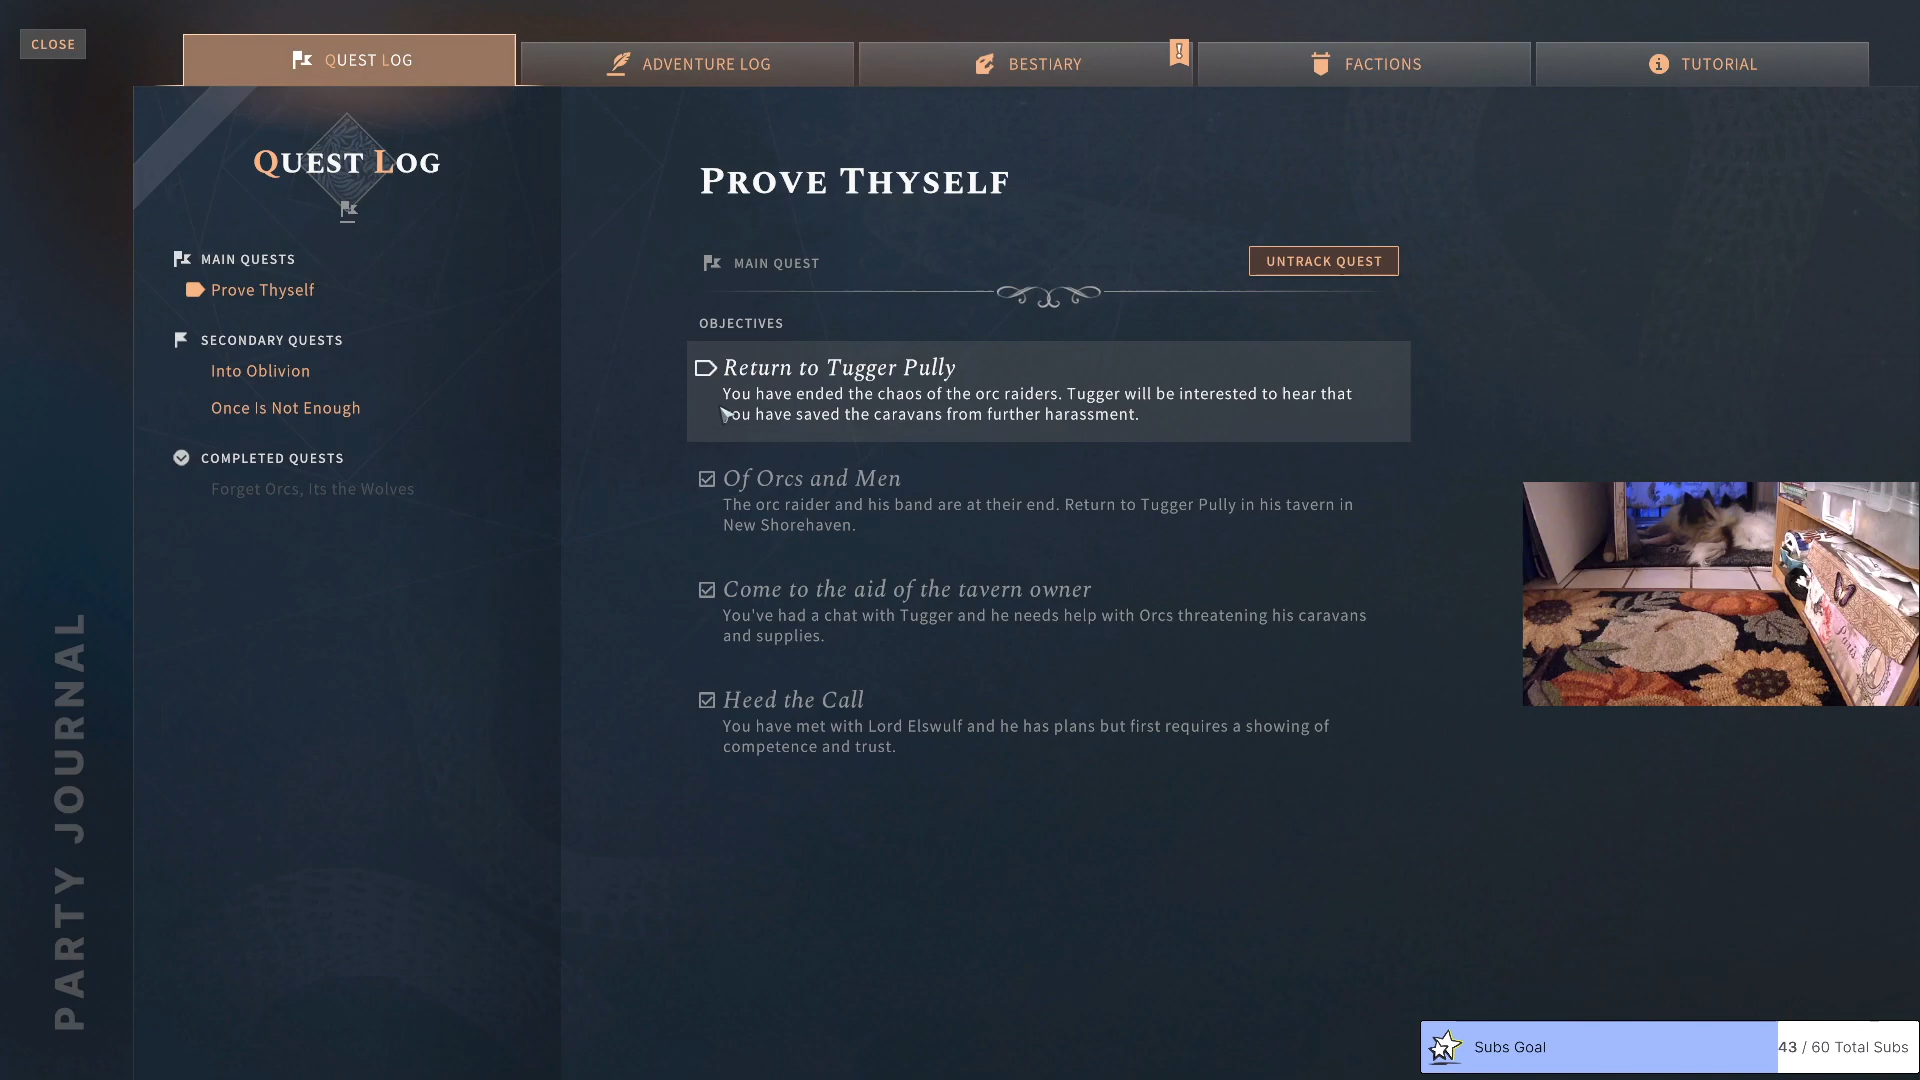 CLOSE
QUEST LOG
ADVENTURE LOG
BESTIARY
FACTIONS
TUTORIAL
QUEST LOG
MAIN QUESTS
Prove Thyself
SECONDARY QUESTS
Into Oblivion
Once Is Not Enough
COMPLETED QUESTS
Forget Orcs, Its the Wolves
PARTY JOURNAL
PROVE THYSELF
MAIN QUEST
UNTRACK QUEST
OBJECTIVES
Return to Tugger Pully
You have ended the chaos of the orc raiders. Tugger will be interested to hear that
you have saved the caravans from further harassment.
Of Orcs and Men
The orc raider and his band are at their end. Return to Tugger Pully in his tavern in
New Shorehaven.
Come to the aid of the tavern owner
You've had a chat with Tugger and he needs help with Orcs threatening his caravans
and supplies.
Heed the Call
You have met with Lord Elswulf and he has plans but first requires a showing of
competence and trust.
Paris
Subs Goal
43 / 60 Total Subs